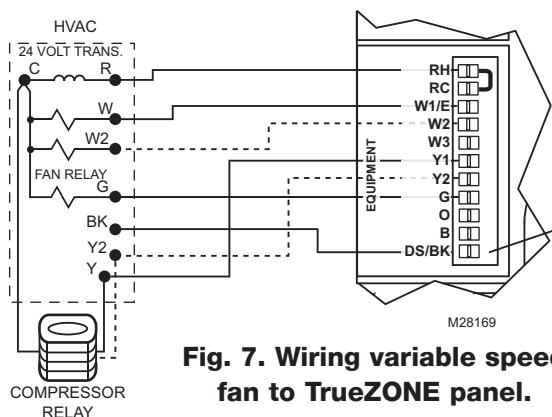 HVAC
24 VOLT TRANS.
C
R
W
W2
FAN RELAY
G
BK
Y2
Y
COMPRESSOR
RELAY
EQUIPMENT
RH
RC
W1/E
W2
W3
Y1
Y2
G
O
B
DS/BK
M28169
Fig. 7. Wiring variable speed
fan to TrueZONE panel.